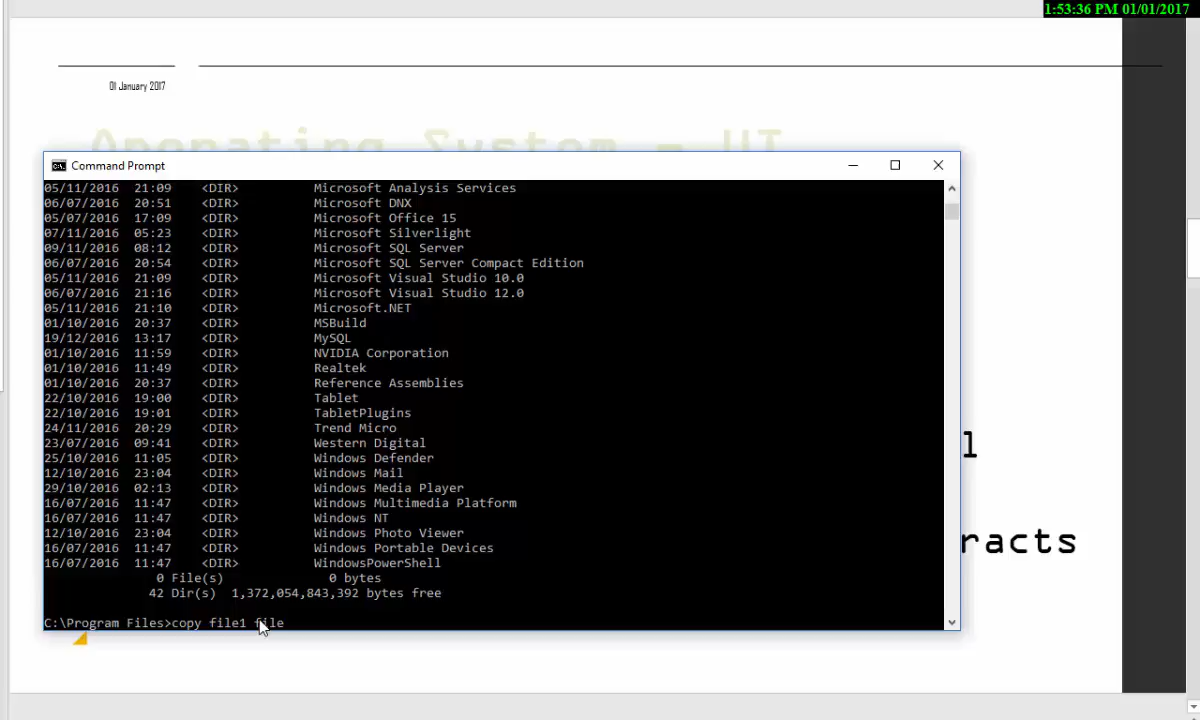 1:53:36 PM 01/01/2017
01 January 2017
Operating System - UI
Command Prompt
05/11/2016 21:09 <DIR> Microsoft Analysis Services
06/07/2016 20:51 <DIR> Microsoft DNX
05/07/2016 17:09 <DIR> Microsoft Office 15
07/11/2016 05:23 <DIR> Microsoft Silverlight
09/11/2016 08:12 <DIR> Microsoft SQL Server
06/07/2016 20:54 <DIR> Microsoft SQL Server Compact Edition
05/11/2016 21:09 <DIR> Microsoft Visual Studio 10.0
06/07/2016 21:16 <DIR> Microsoft Visual Studio 12.0
05/11/2016 21:10 <DIR> Microsoft.NET
01/10/2016 20:37 <DIR> MSBuild
19/12/2016 13:17 <DIR> MySQL
01/10/2016 11:59 <DIR> NVIDIA Corporation
01/10/2016 11:49 <DIR> Realtek
01/10/2016 20:37 <DIR> Reference Assemblies
22/10/2016 19:00 <DIR> Tablet
22/10/2016 19:01 <DIR> TabletPlugins
24/11/2016 20:29 <DIR> Trend Micro
23/07/2016 09:41 <DIR> Western Digital
25/10/2016 11:05 <DIR> Windows Defender
12/10/2016 23:04 <DIR> Windows Mail
29/10/2016 02:13 <DIR> Windows Media Player
16/07/2016 11:47 <DIR> Windows Multimedia Platform
16/07/2016 11:47 <DIR> Windows NT
12/10/2016 23:04 <DIR> Windows Photo Viewer
16/07/2016 11:47 <DIR> Windows Portable Devices
16/07/2016 11:47 <DIR> WindowsPowerShell
0 File(s) 0 bytes
42 Dir(s) 1,372,054,843,392 bytes free
C:\Program Files>copy file1 file
l
racts